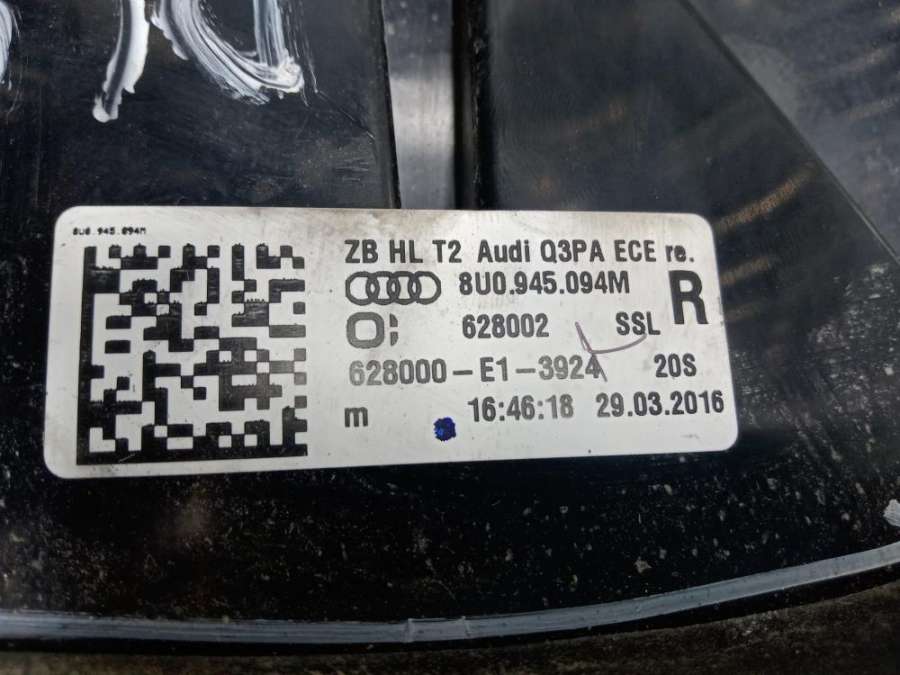 8U0.945.094M
ZB HL T2 Audi Q3PA ECE re.
8U0.945.094M R
628002 SSL
628000-E1-3924 20S
m 16:46:18 29.03.2016